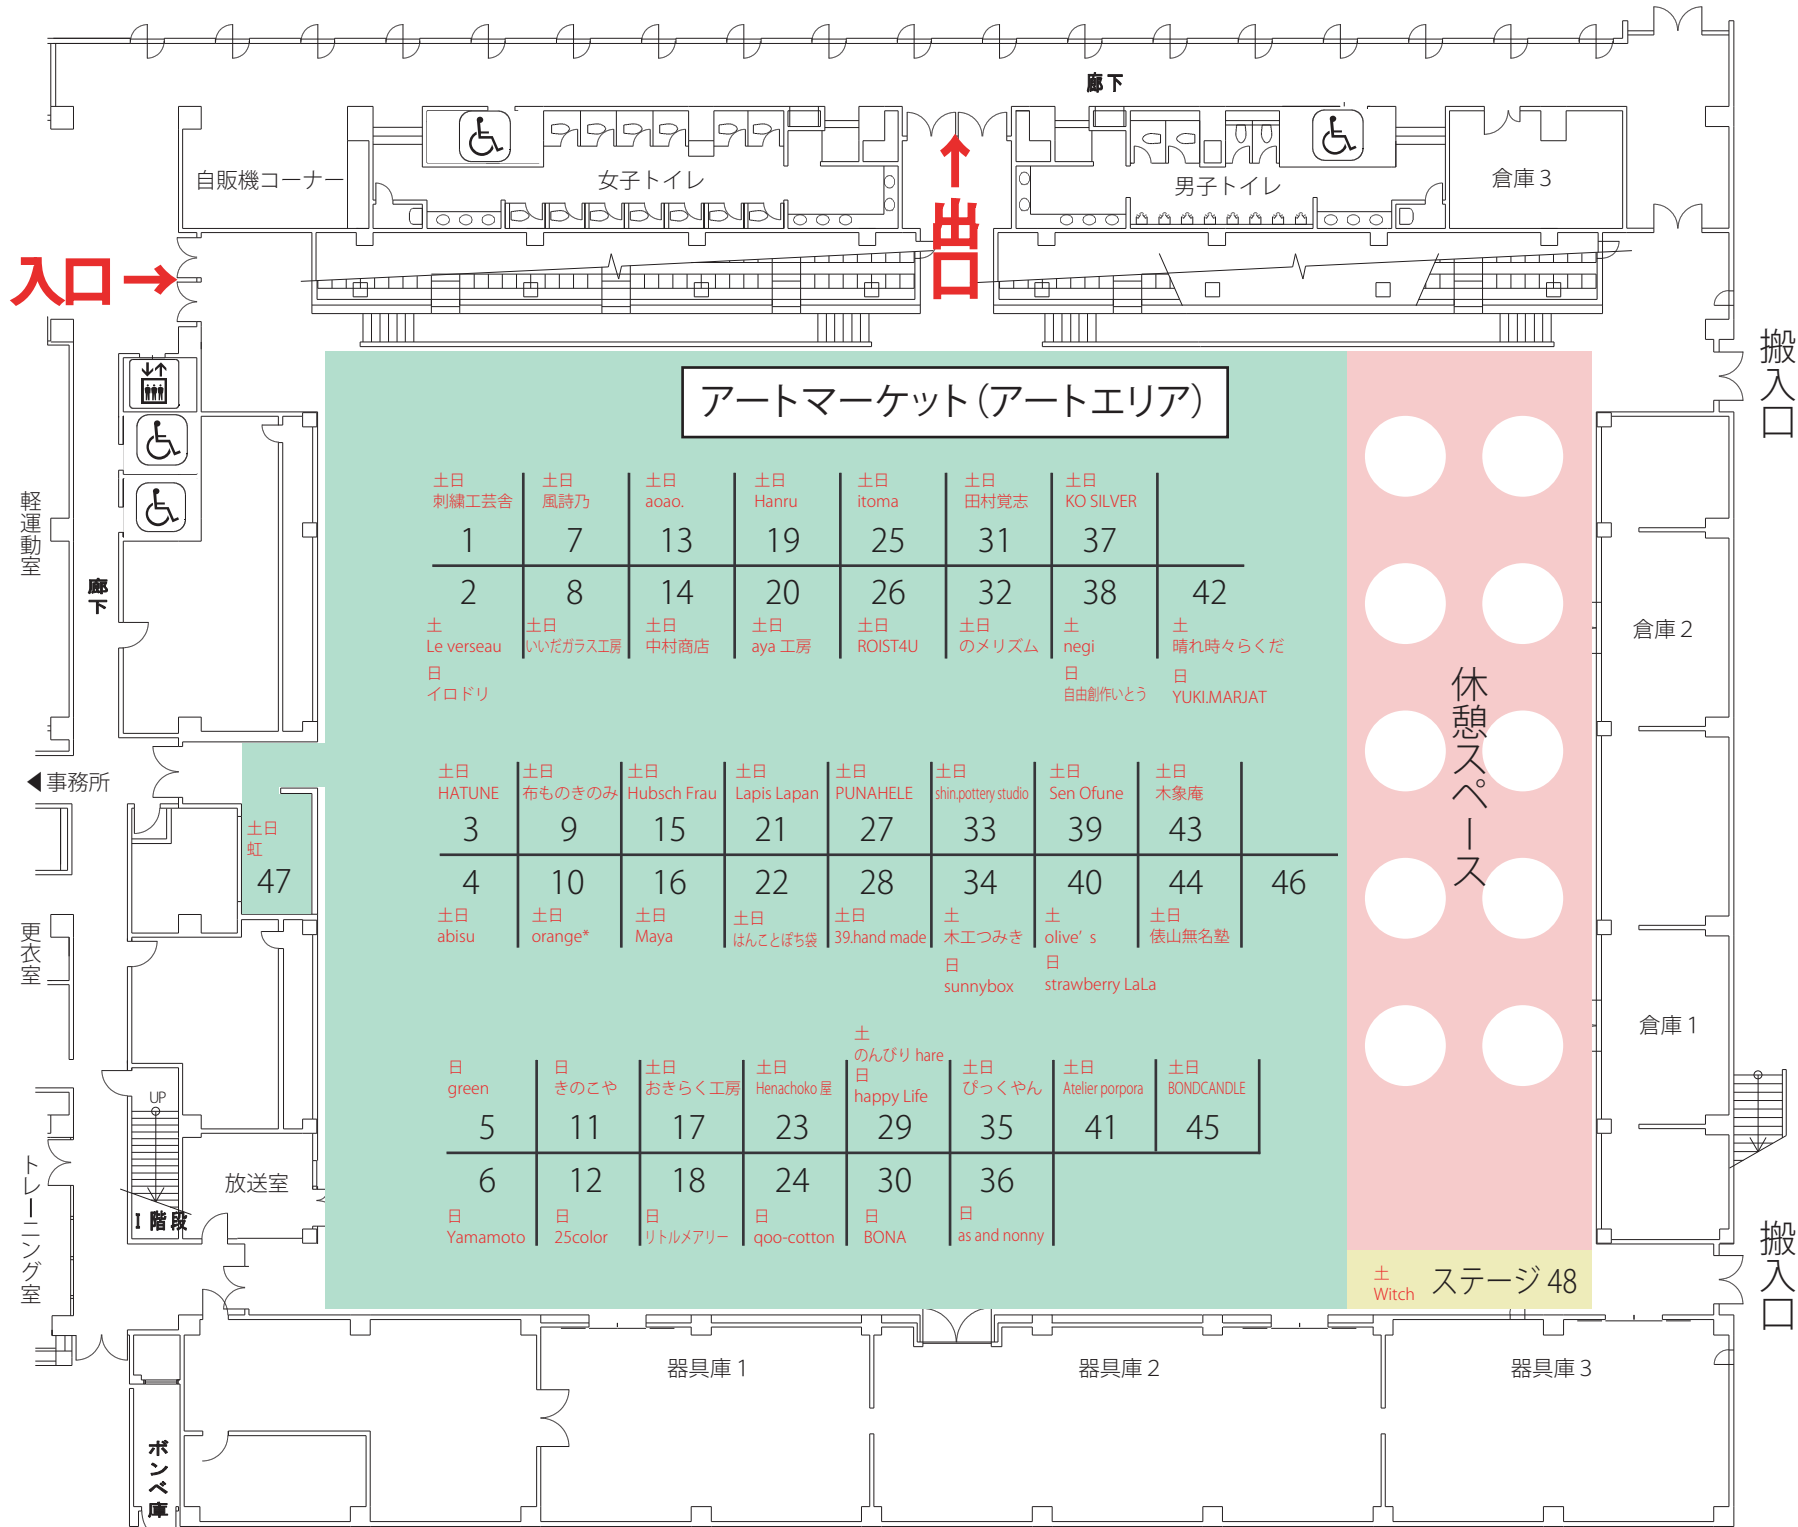 廊下
自販機コーナー
女子トイレ
男子トイレ
倉庫3
入口→
→出口
搬入口
アートマーケット(アートエリア)
軽運動室
廊下
土日
刺繍工芸舎
1
土日
風詩乃
7
土日
aoao.
13
土日
Hanru
19
土日
itoma
25
土日
田村覚志
31
土日
KO SILVER
37
2
土
Le verseau
日
イロドリ
8
土日
いいだガラス工房
14
土日
中村商店
20
土日
aya 工房
26
土日
ROIST4U
32
土日
のメリズム
38
土
negi
日
自由創作いとう
42
土
晴れ時々らくだ
日
YUKI.MARJAT
倉庫2
休憩スペース
◀事務所
土日
虹
47
土日
HATUNE
3
土日
布ものきのみ
9
土日
Hubsch Frau
15
土日
Lapis Lapan
21
土日
PUNAHELE
27
土日
shin.pottery studio
33
土日
Sen Ofune
39
土日
木象庵
43
4
土日
abisu
10
土日
orange*
16
土日
Maya
22
土日
はんことぽち袋
28
土日
39.hand made
34
土
木工つみき
日
sunnybox
40
土
olive's
日
strawberry LaLa
44
土日
俵山無名塾
46
更衣室
倉庫1
日
green
5
日
きのこや
11
土日
おきらく工房
17
土日
Henachoko 屋
23
土
のんびり hare
日
happy Life
29
土日
ぴっくやん
35
土日
Atelier porpora
41
土日
BONDCANDLE
45
6
日
Yamamoto
12
日
25color
18
日
リトルメアリー
24
日
qoo-cotton
30
日
BONA
36
日
as and nonny
UP
I 階段
放送室
トレーニング室
土
Witch
ステージ 48
搬入口
器具庫1
器具庫2
器具庫3
ボンベ庫